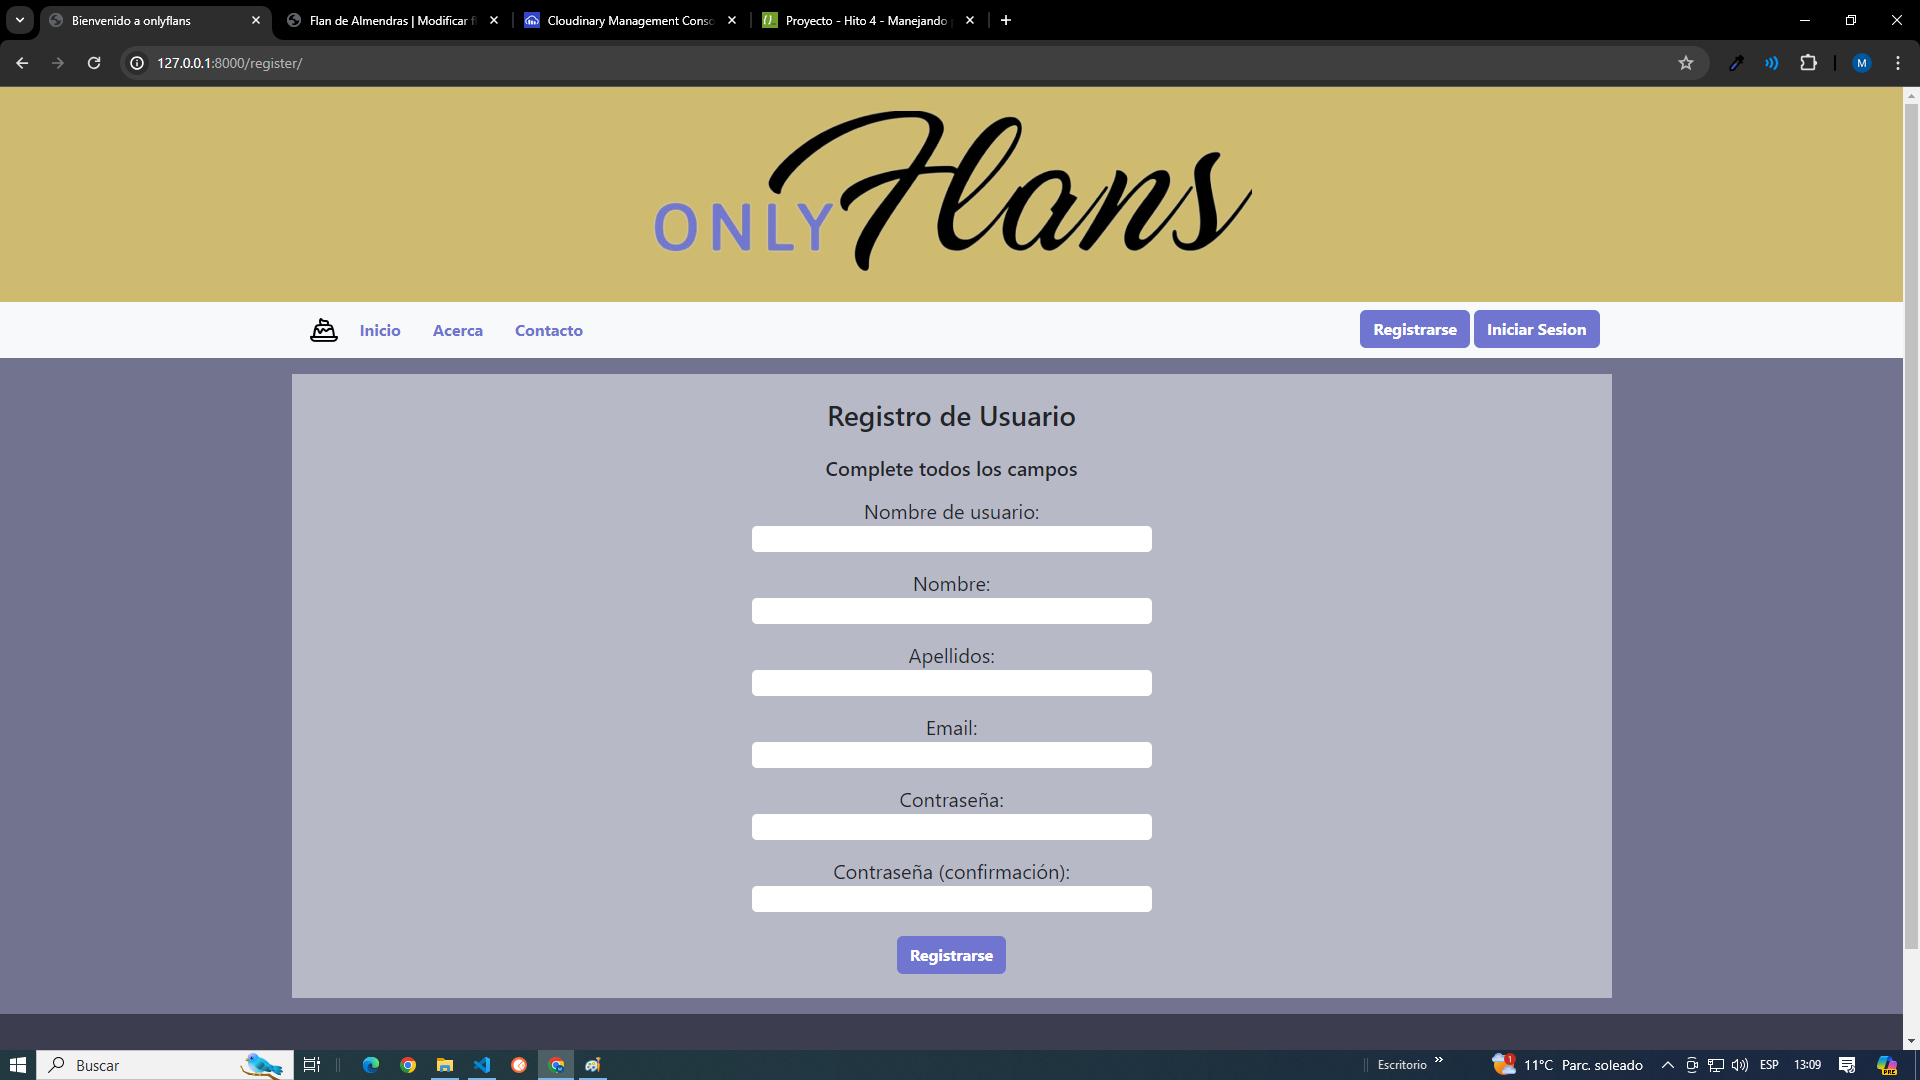 Bienvenido a onlyflans
Flan de Almendras | Modificar f
Cloudinary Management Conso
Proyecto - Hito 4 - Manejando
127.0.0.1:8000/register/
M
ONLY Flans
Inicio
Acerca
Contacto
Registrarse
Iniciar Sesion
Registro de Usuario
Complete todos los campos
Nombre de usuario:
Nombre:
Apellidos:
Email:
Contraseña:
Contraseña (confirmación):
Registrarse
Buscar
Escritorio
1
11°C Parc. soleado
ESP
13:09
PRE